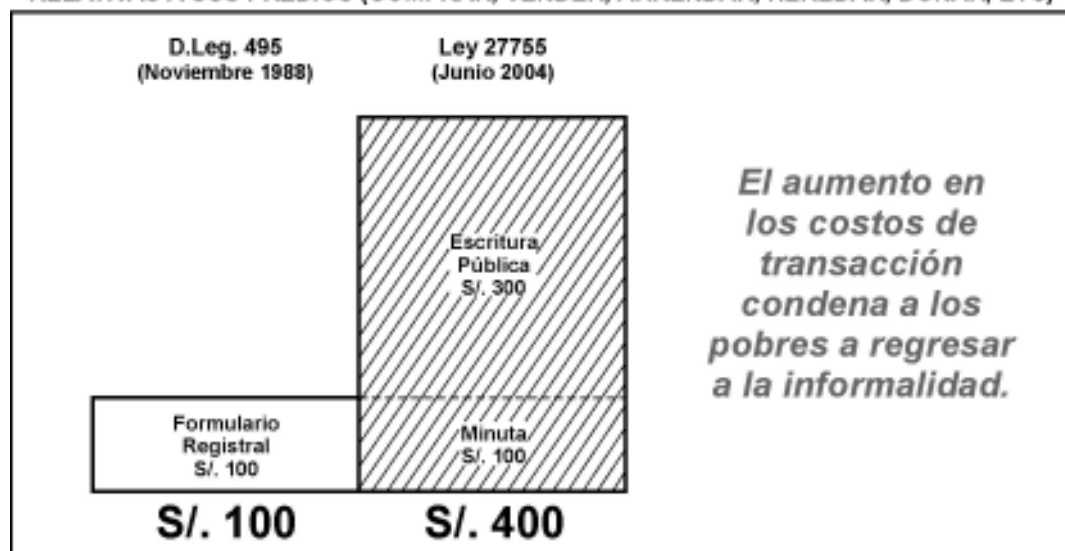 D.Leg. 495
(Noviembre 1988)
Ley 27755
(Junio 2004)
Escritura
Pública
S/. 300
Formulario
Registral
S/. 100
Minuta
S/. 100
S/. 100
S/. 400
El aumento en
los costos de
transacción
condena a los
pobres a regresar
a la informalidad.